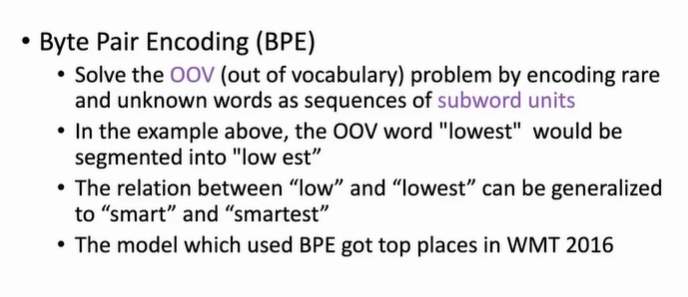 • Byte Pair Encoding (BPE)
• Solve the OOV (out of vocabulary) problem by encoding rare
and unknown words as sequences of subword units
• In the example above, the OOV word "lowest" would be
segmented into "low est”
• The relation between “low” and “lowest” can be generalized
to “smart” and “smartest”
• The model which used BPE got top places in WMT 2016